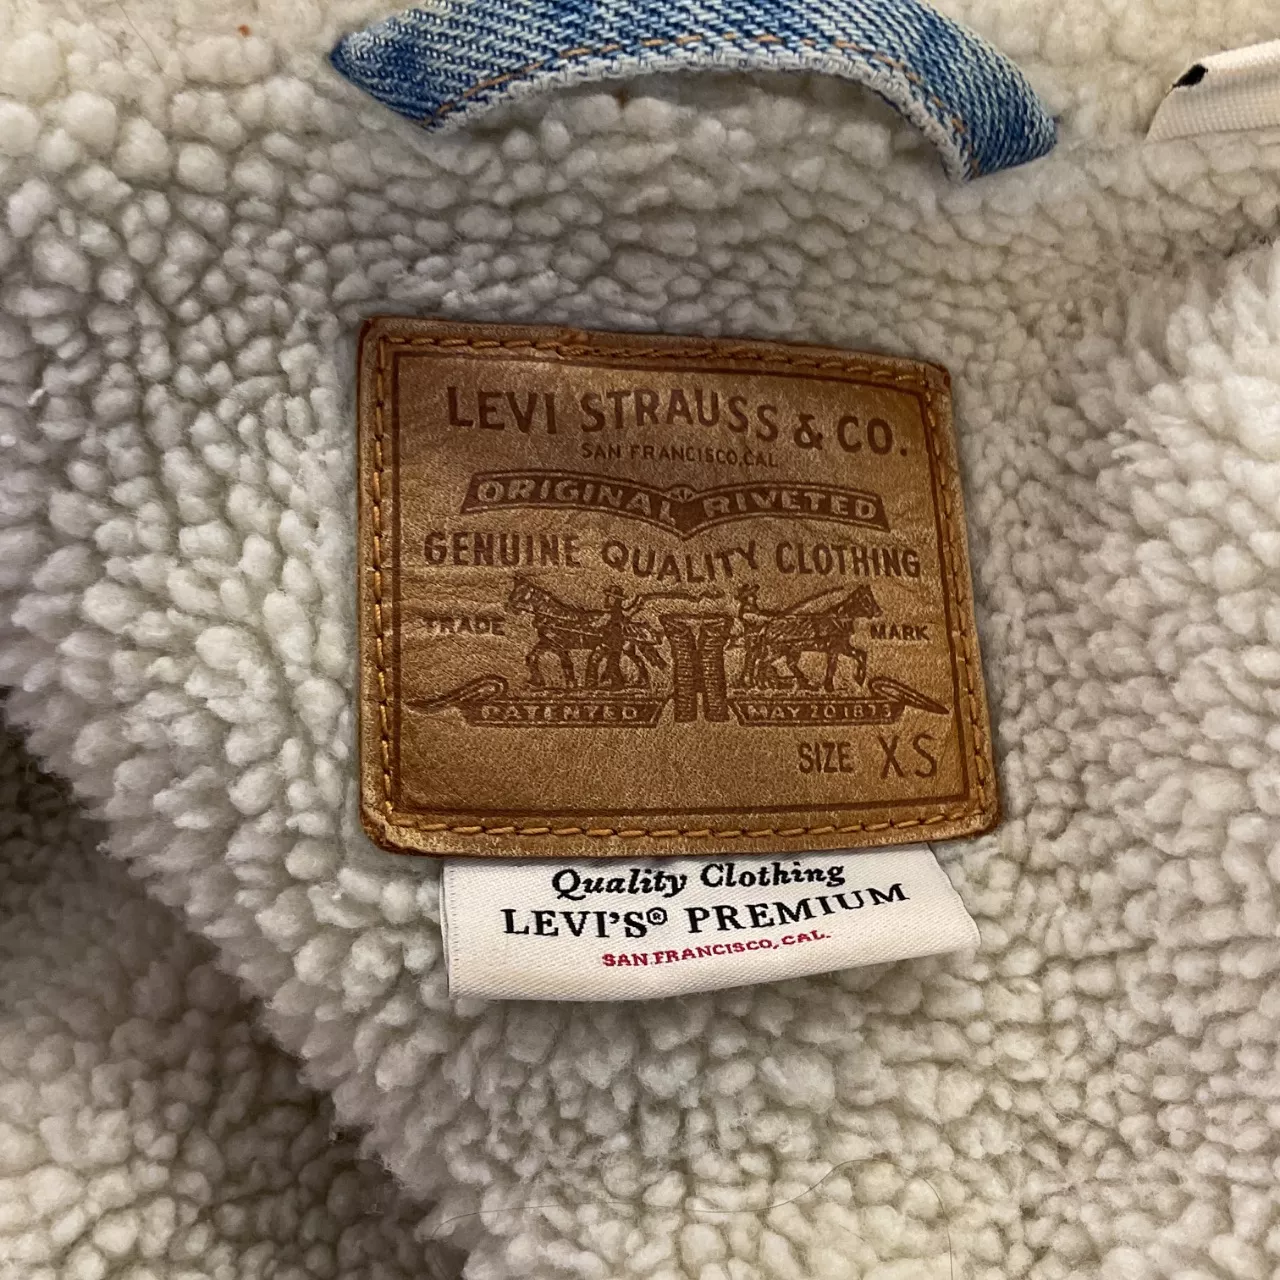 LEVI STRAUSS & CO.
SAN FRANCISCO, CAL
ORIGINAL RIVETED
GENUINE QUALITY CLOTHING
TRADE MARK
PATENTED MAY 20 1873
SIZE XS
Quality Clothing
LEVI'S® PREMIUM
SAN FRANCISCO, CAL.